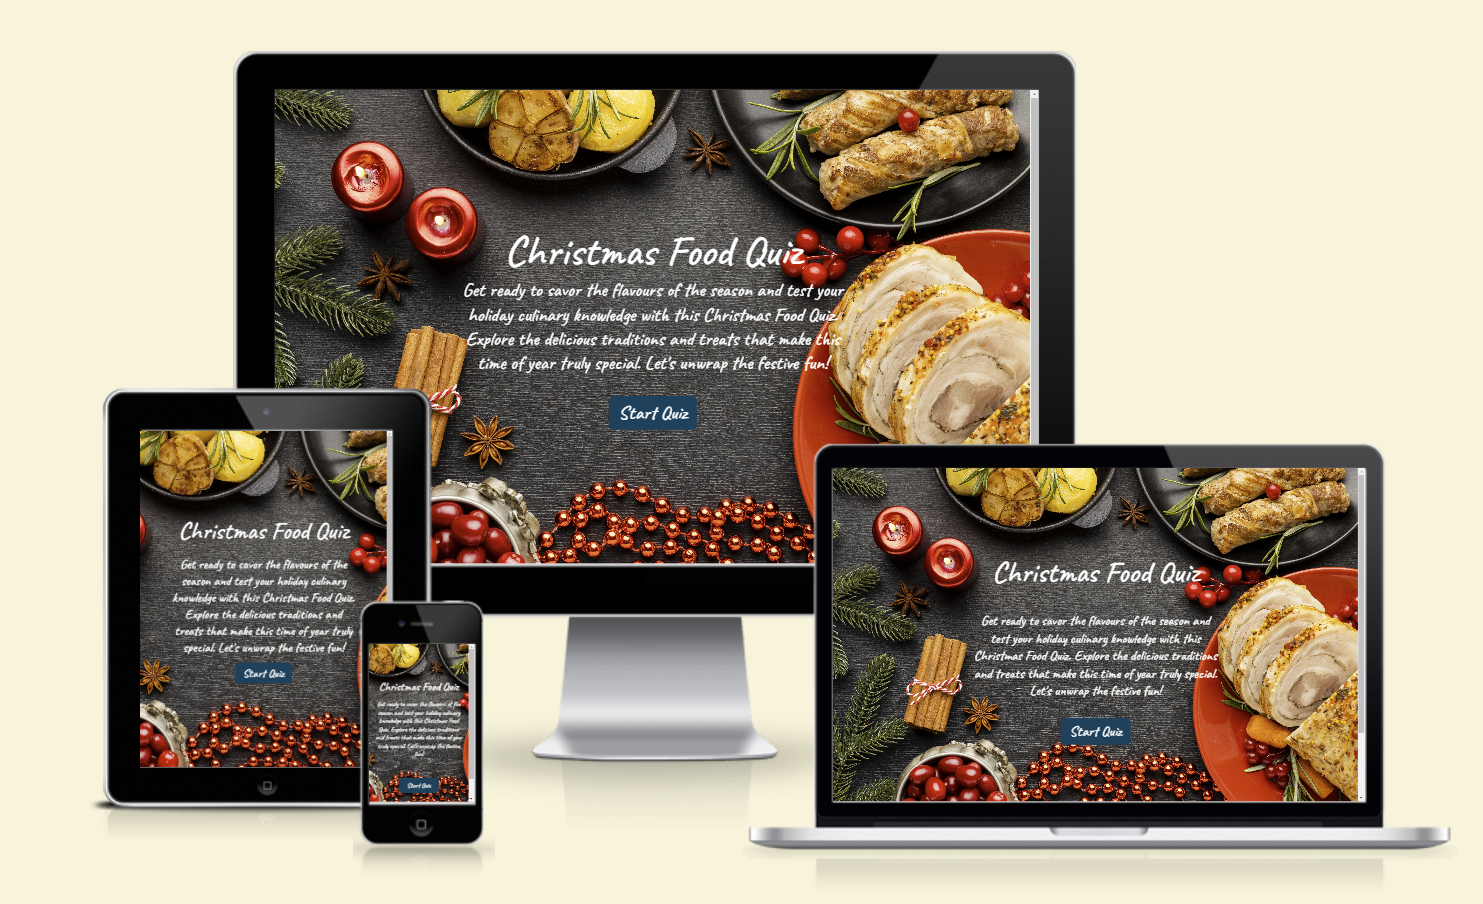 Christmas Food Quiz
Get ready to savor the flavours of the season and test your
holiday culinary knowledge with this Christmas Food Quiz.
Explore the delicious traditions and treats that make this
time of year truly special. Let's unwrap the festive fun!
Start Quiz
Christmas Food Quiz
Get ready to savor the flavours of the
season and test your holiday culinary
knowledge with this Christmas Food Quiz.
Explore the delicious traditions and
treats that make this time of year truly
special. Let's unwrap the festive fun!
Start Quiz
Christmas Food Quiz
Get ready to savor the flavours of the
season and test your holiday culinary
knowledge with this Christmas Food
Quiz. Explore the delicious traditions
and treats that make this time of year
truly special. Let's unwrap the festive
fun!
Start Quiz
Christmas Food Quiz
Get ready to savor the flavours of the season and
test your holiday culinary knowledge with this
Christmas Food Quiz. Explore the delicious traditions
and treats that make this time of year truly special.
Let's unwrap the festive fun!
Start Quiz